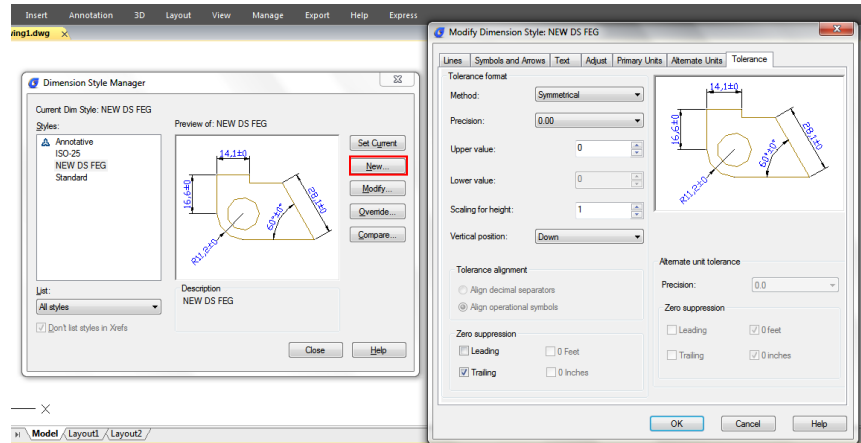 Insert Annotation 3D Layout View Manage Export Help Express
ving1.dwg
Dimension Style Manager
Current Dim Style: NEW DS FEG
Styles:
Annotative
ISO-25
NEW DS FEG
Standard
Preview of: NEW DS FEG
14,1±0
16,6±0
28,1±0
60°±0°
R11,2±0
Set Current
New...
Modify...
Override...
Compare...
List:
All styles
Don't list styles in Xrefs
Description
NEW DS FEG
Close Help
X
Model Layout1 Layout2
Modify Dimension Style: NEW DS FEG
Lines Symbols and Arrows Text Adjust Primary Units Alternate Units Tolerance
Tolerance format
Method: Symmetrical
Precision: 0.00
Upper value: 0
Lower value: 0
Scaling for height: 1
Vertical position: Down
Tolerance alignment
Align decimal separators
Align operational symbols
Zero suppression
Leading 0 Feet
Trailing 0 Inches
14,1±0
16,6±0
28,1±0
60°±0°
R11,2±0
Alternate unit tolerance
Precision: 0.0
Zero suppression
Leading 0 feet
Trailing 0 inches
OK Cancel Help